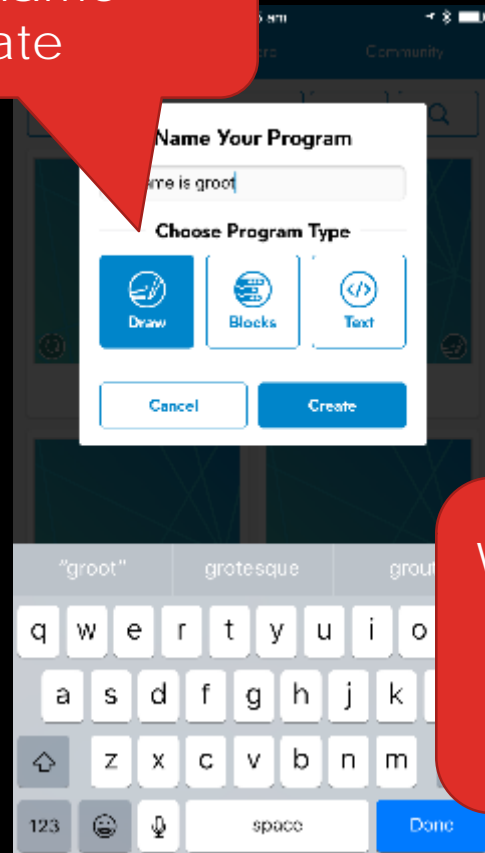 ate
am
Community
Name Your Program
me is groot
Choose Program Type
Draw Blocks Text
Cancel Create
"groot" grotesque grout
q w e r t y u i o
a s d f g h j k
z x c v b n m
123 space Done